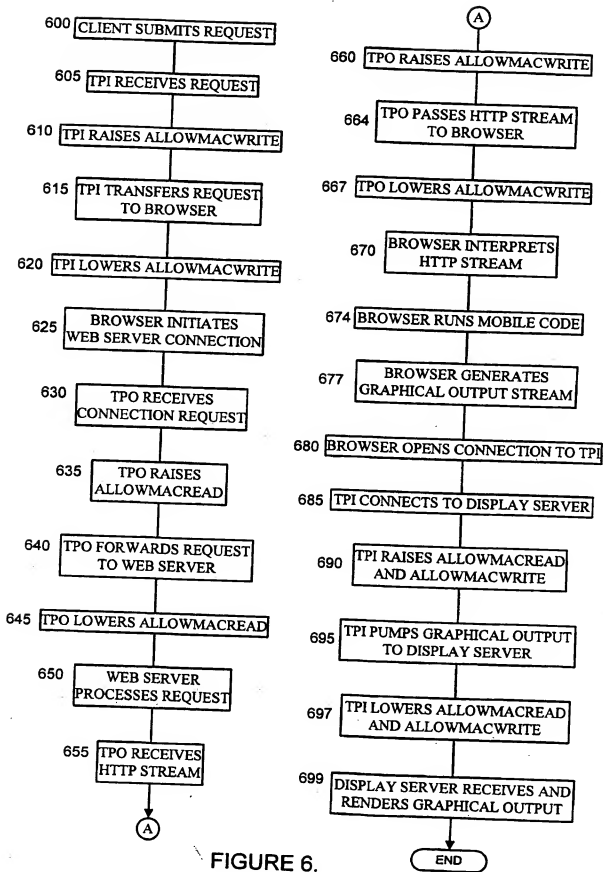 600 CLIENT SUBMITS REQUEST
605 TPI RECEIVES REQUEST
610 TPI RAISES ALLOWMACWRITE
615 TPI TRANSFERS REQUEST
TO BROWSER
620 TPI LOWERS ALLOWMACWRITE
625 BROWSER INITIATES
WEB SERVER CONNECTION
630 TPO RECEIVES
CONNECTION REQUEST
635 TPO RAISES
ALLOWMACREAD
640 TPO FORWARDS REQUEST
TO WEB SERVER
645 TPO LOWERS ALLOWMACREAD
650 WEB SERVER
PROCESSES REQUEST
655 TPO RECEIVES
HTTP STREAM
A
A
660 TPO RAISES ALLOWMACWRITE
664 TPO PASSES HTTP STREAM
TO BROWSER
667 TPO LOWERS ALLOWMACWRITE
670 BROWSER INTERPRETS
HTTP STREAM
674 BROWSER RUNS MOBILE CODE
677 BROWSER GENERATES
GRAPHICAL OUTPUT STREAM
680 BROWSER OPENS CONNECTION TO TPI
685 TPI CONNECTS TO DISPLAY SERVER
690 TPI RAISES ALLOWMACREAD
AND ALLOWMACWRITE
695 TPI PUMPS GRAPHICAL OUTPUT
TO DISPLAY SERVER
697 TPI LOWERS ALLOWMACREAD
AND ALLOWMACWRITE
699 DISPLAY SERVER RECEIVES AND
RENDERS GRAPHICAL OUTPUT
END
FIGURE 6.